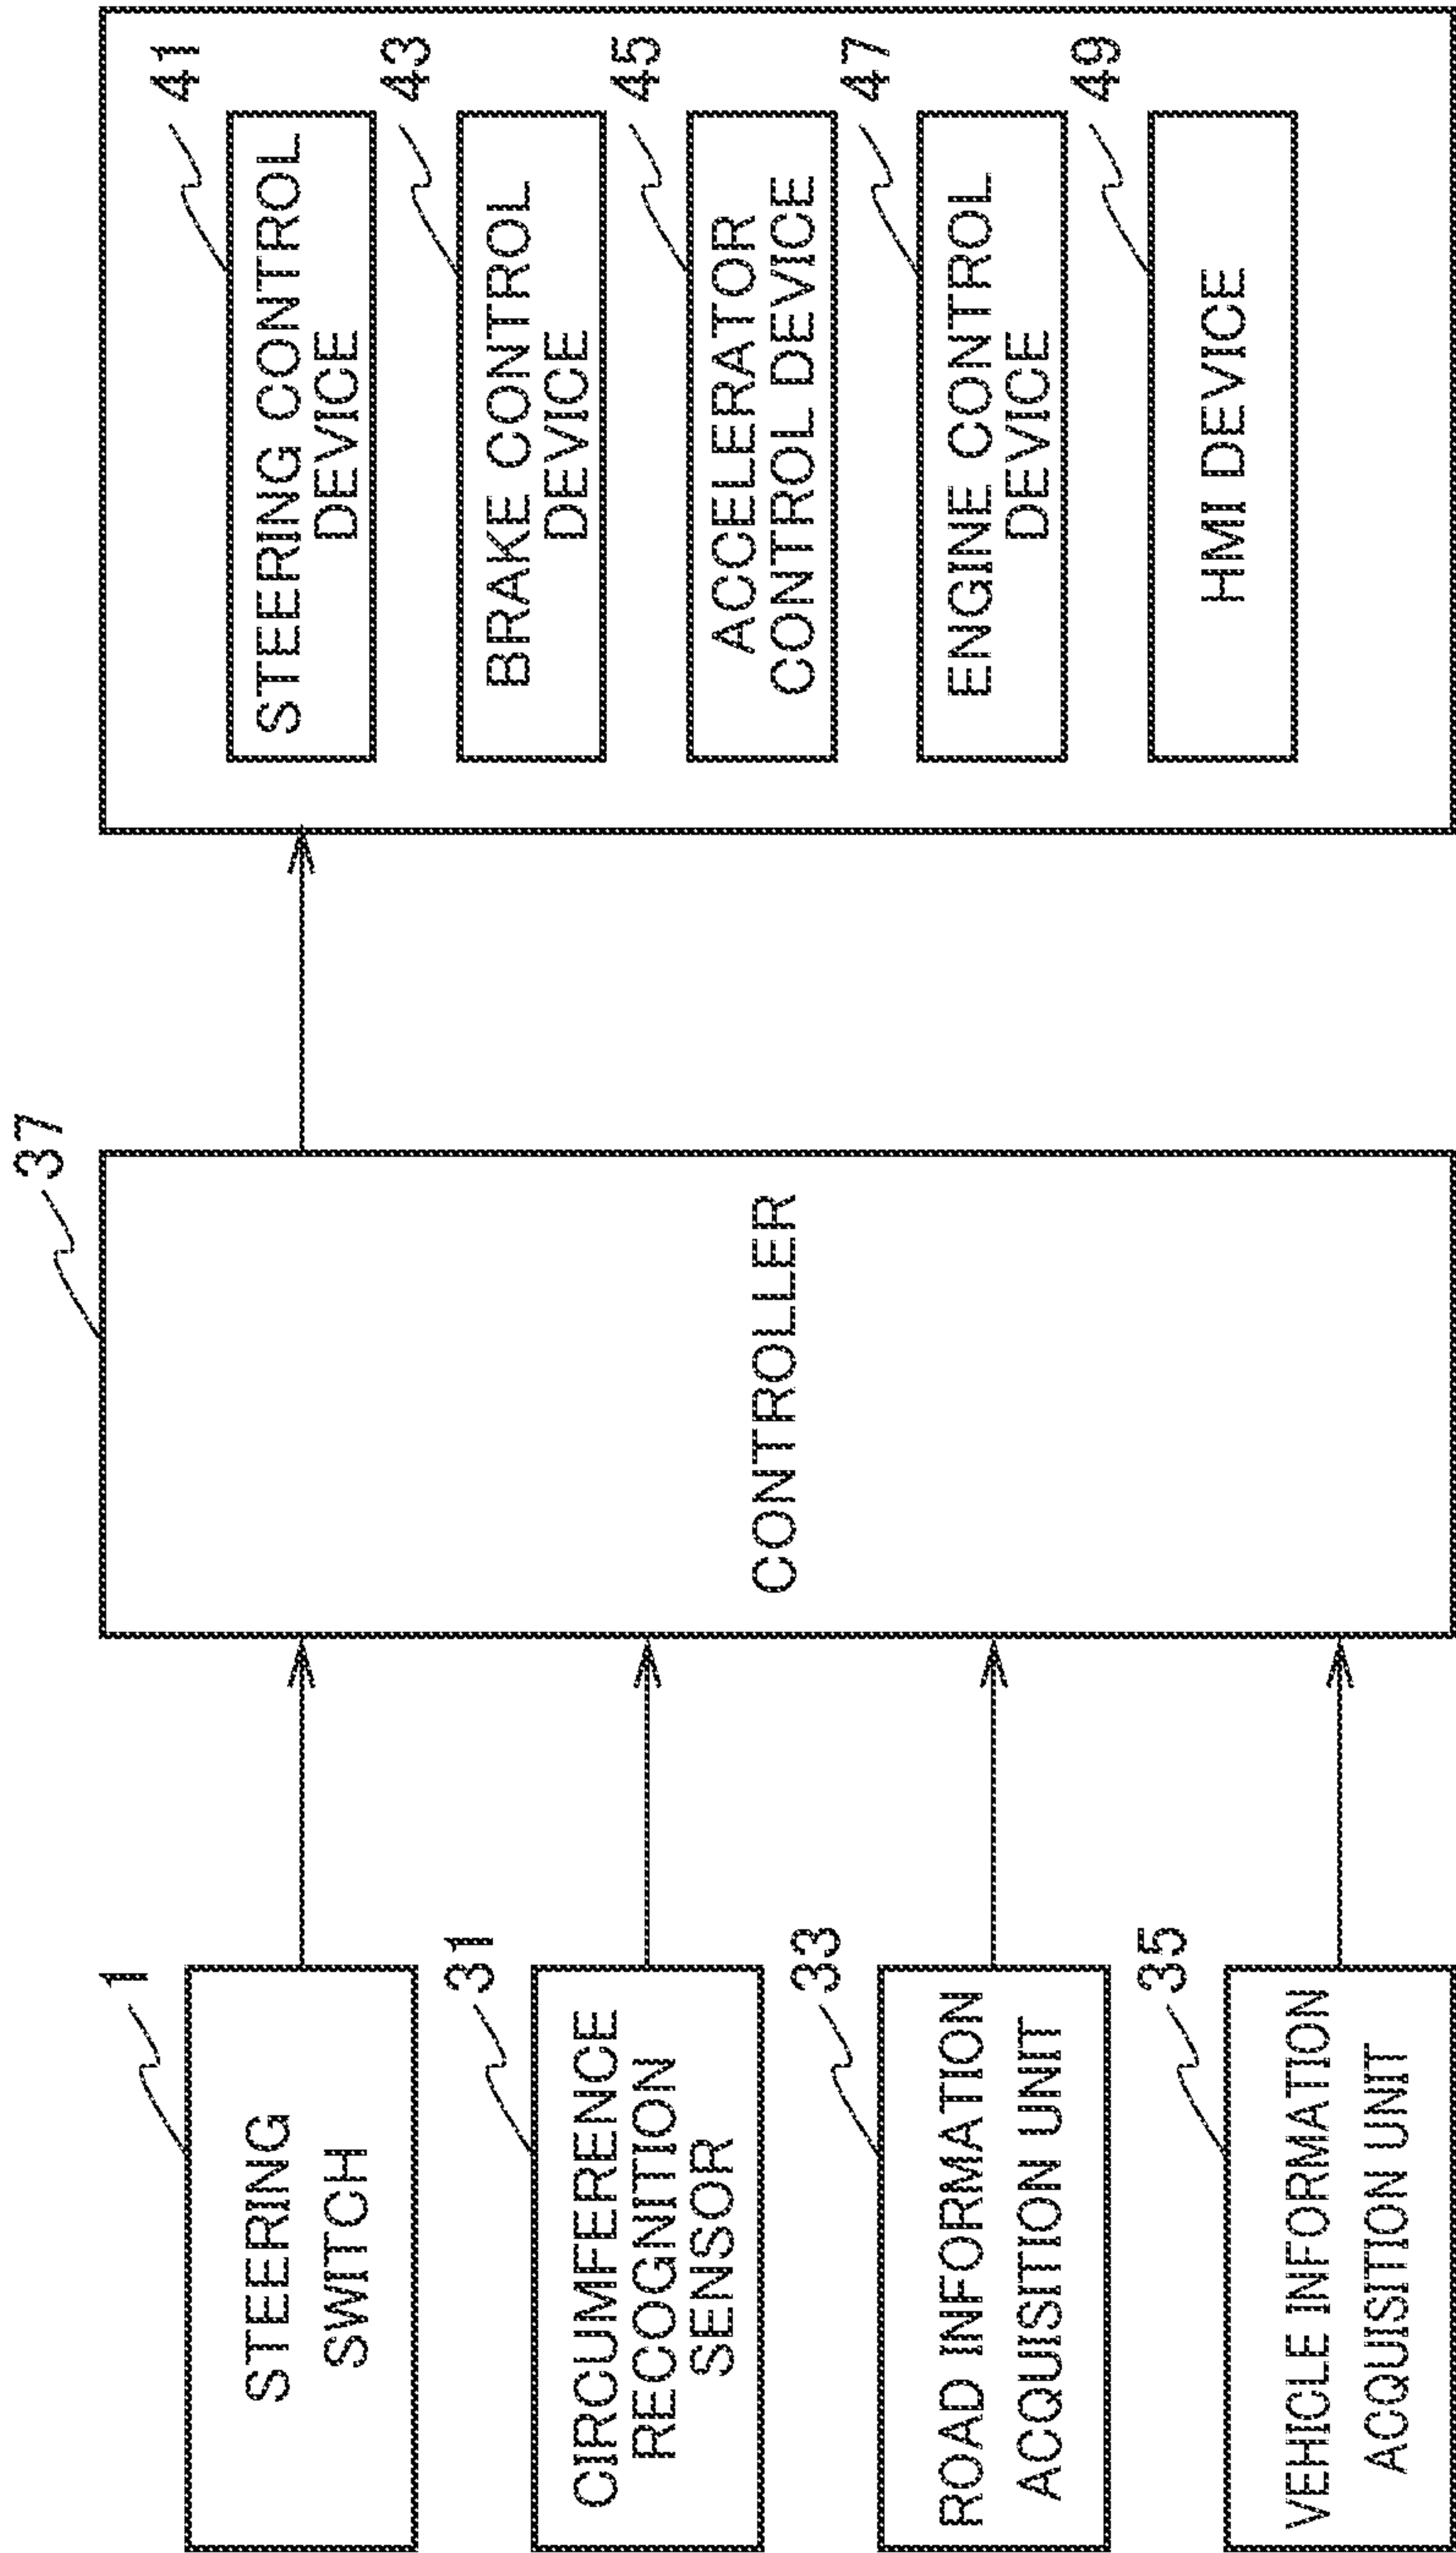 1
STEERING
SWITCH
31
CIRCUMFERENCE
RECOGNITION
SENSOR
33
ROAD INFORMATION
ACQUISITION UNIT
35
VEHICLE INFORMATION
ACQUISITION UNIT
37
CONTROLLER
41
STEERING CONTROL
DEVICE
43
BRAKE CONTROL
DEVICE
45
ACCELERATOR
CONTROL DEVICE
47
ENGINE CONTROL
DEVICE
49
HMI DEVICE